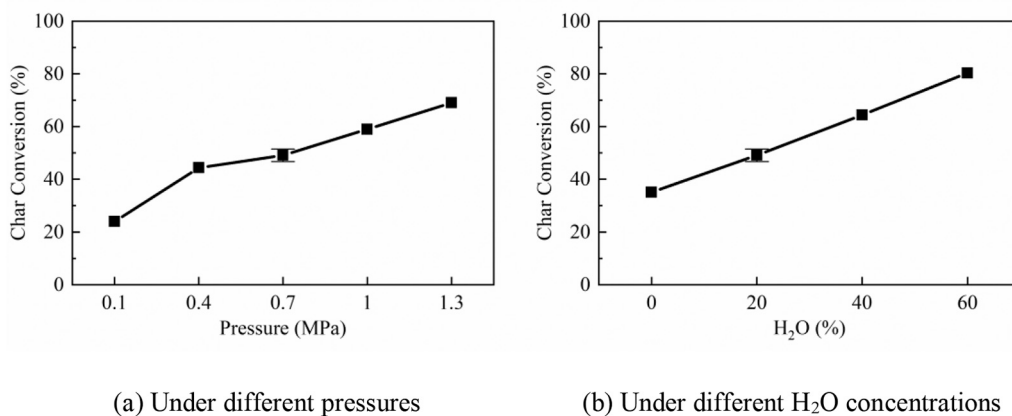 100
80
60
40
20
0
Char Conversion (%)
0.1 0.4 0.7 1 1.3
Pressure (MPa)
(a) Under different pressures
100
80
60
40
20
0
Char Conversion (%)
0 20 40 60
H₂O (%)
(b) Under different H₂O concentrations